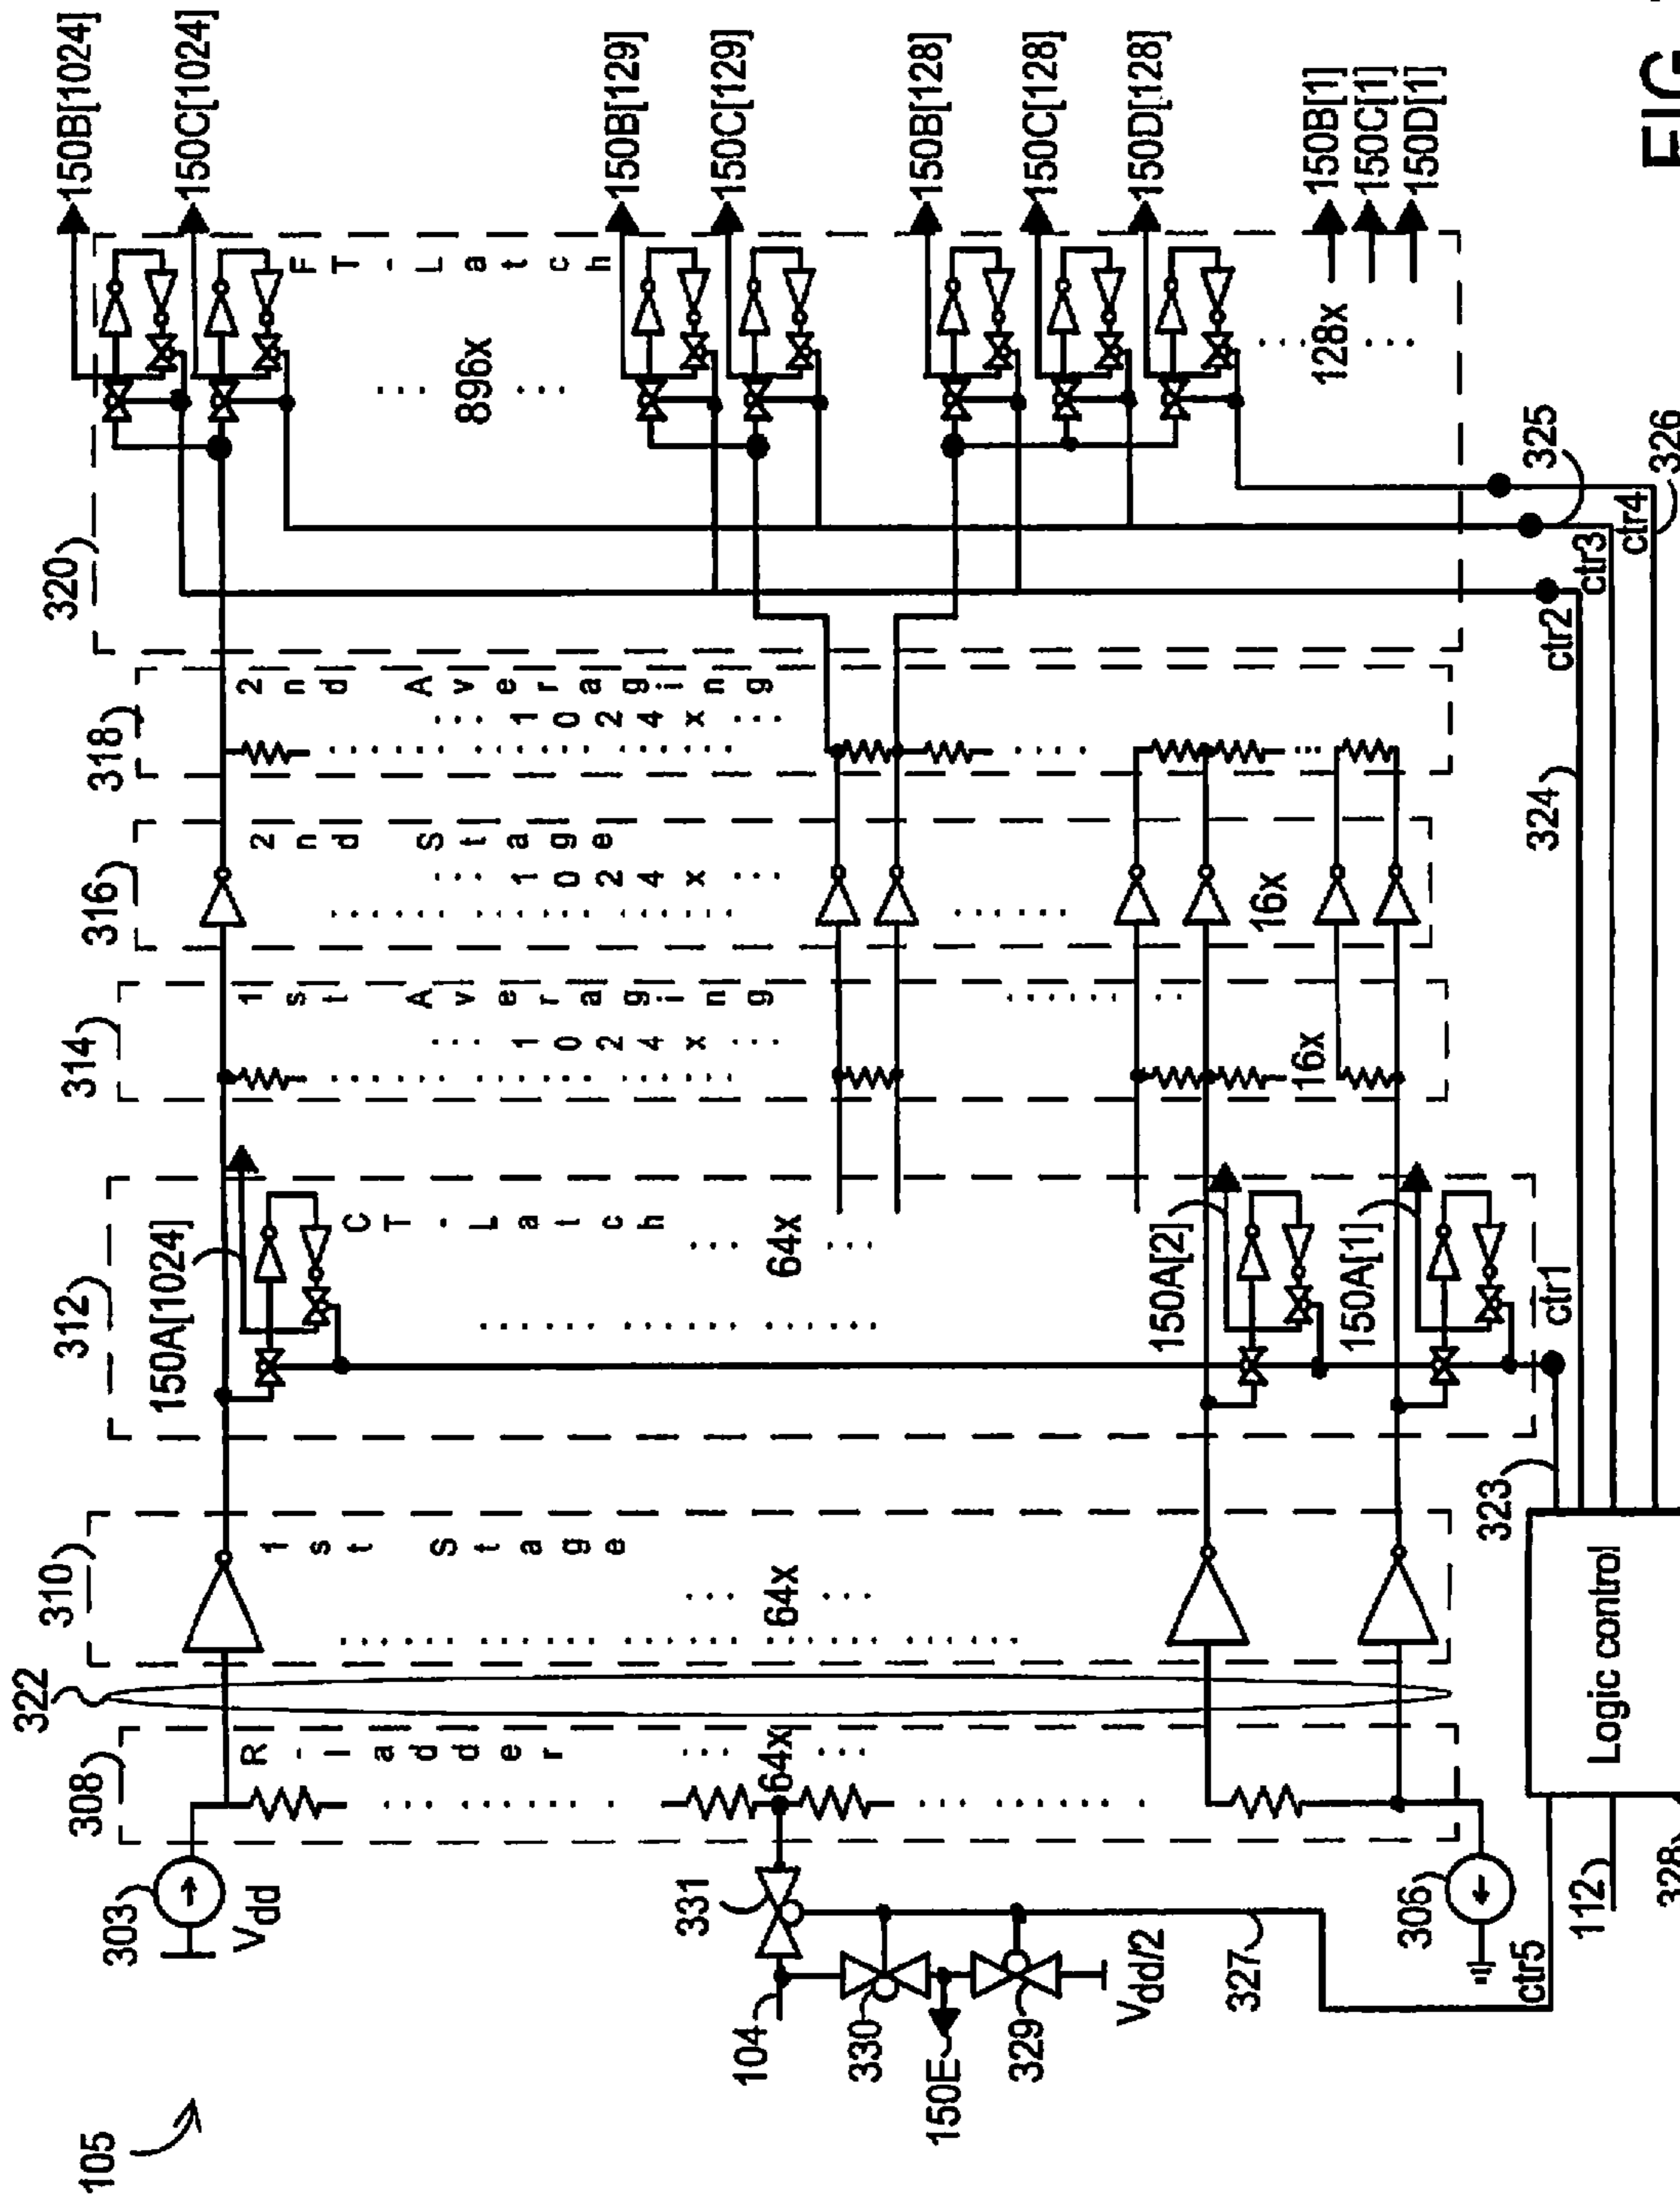 105
303
Vdd
308
R-ladder
64x
322
310
1st Stage
64x
312
150A[1024]
CT-Latch
64x
150A[2]
150A[1]
ctr1
314
1st Averaging
1024x
16x
316
2nd Stage
1024x
16x
318
2nd Averaging
1024x
320
FT-Latch
896x
128x
150B[1024]
150C[1024]
150B[129]
150C[129]
150B[128]
150C[128]
150D[128]
150B[1]
150C[1]
150D[1]
104
331
330
150E
329
Vdd/2
327
306
ctr5
112
328
Logic control
323
324
ctr2
ctr3
ctr4
325
326
FIG